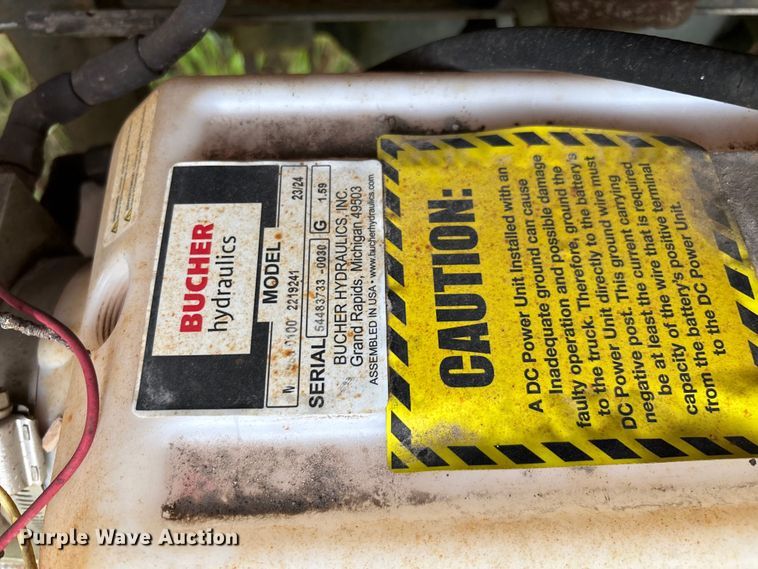 BUCHER
hydraulics
MODEL
2219241 23/24
SERIAL 54483733 -0030 G 1.59
BUCHER HYDRAULICS, INC.
Grand Rapids, Michigan 49503
ASSEMBLED IN USA • www.bucherhydraulics.com
CAUTION:
A DC Power Unit Installed with an
Inadequate ground can cause
faulty operation and possible damage
to the truck. Therefore, ground the
DC Power Unit directly to the battery's
negative post. This ground carrying
wire must
be at least the current that is required
capacity of the wire terminal
from the battery's positive
to the DC Power Unit.
Purple Wave Auction